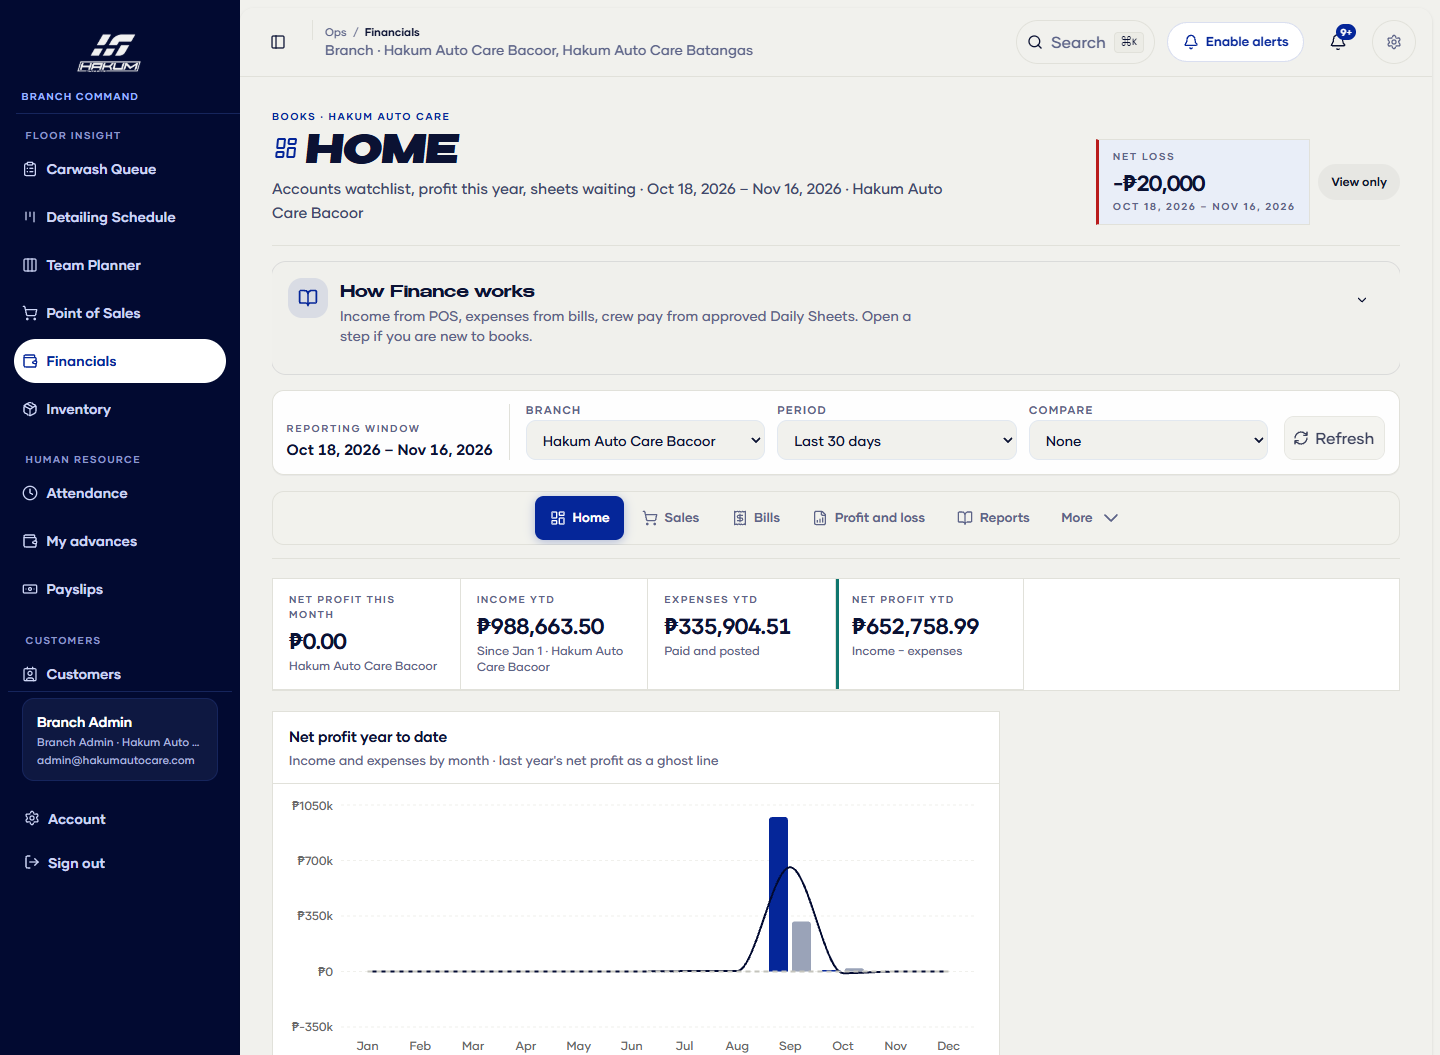 HAKUM
BRANCH COMMAND
FLOOR INSIGHT
Carwash Queue
Detailing Schedule
Team Planner
Point of Sales
Financials
Inventory
HUMAN RESOURCE
Attendance
My advances
Payslips
CUSTOMERS
Customers
Branch Admin
Branch Admin · Hakum Auto ...
admin@hakumautocare.com
Account
Sign out
Ops / Financials
Branch · Hakum Auto Care Bacoor, Hakum Auto Care Batangas
Search ⌘K
Enable alerts
9+
BOOKS · HAKUM AUTO CARE
HOME
Accounts watchlist, profit this year, sheets waiting · Oct 18, 2026 – Nov 16, 2026 · Hakum Auto
Care Bacoor
NET LOSS
-₱20,000
OCT 18, 2026 – NOV 16, 2026
View only
How Finance works
Income from POS, expenses from bills, crew pay from approved Daily Sheets. Open a
step if you are new to books.
REPORTING WINDOW
Oct 18, 2026 – Nov 16, 2026
BRANCH
Hakum Auto Care Bacoor
PERIOD
Last 30 days
COMPARE
None
Refresh
Home
Sales
Bills
Profit and loss
Reports
More
NET PROFIT THIS
MONTH
₱0.00
Hakum Auto Care Bacoor
INCOME YTD
₱988,663.50
Since Jan 1 · Hakum Auto
Care Bacoor
EXPENSES YTD
₱335,904.51
Paid and posted
NET PROFIT YTD
₱652,758.99
Income − expenses
Net profit year to date
Income and expenses by month · last year's net profit as a ghost line
₱1050k
₱700k
₱350k
₱0
₱-350k
Jan Feb Mar Apr May Jun Jul Aug Sep Oct Nov Dec